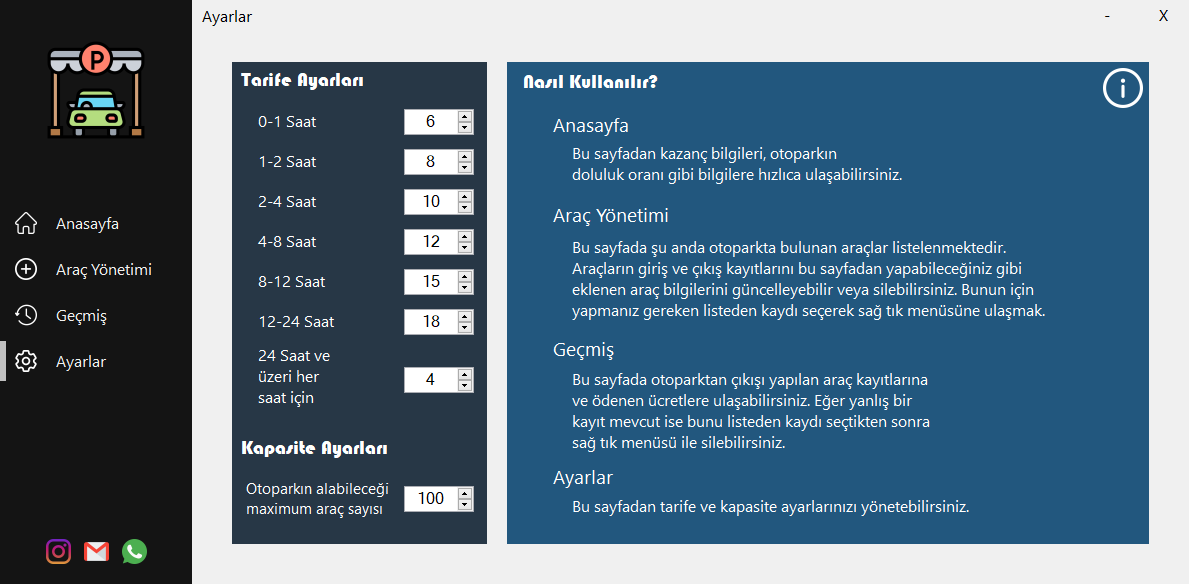 Ayarlar
-
X
P
Anasayfa
Araç Yönetimi
Geçmiş
Ayarlar
Tarife Ayarları
0-1 Saat
6
1-2 Saat
8
2-4 Saat
10
4-8 Saat
12
8-12 Saat
15
12-24 Saat
18
24 Saat ve
üzeri her
saat için
4
Kapasite Ayarları
Otoparkın alabileceği
maximum araç sayısı
100
Nasıl Kullanılır?
i
Anasayfa
Bu sayfadan kazanç bilgileri, otoparkın
doluluk oranı gibi bilgilere hızlıca ulaşabilirsiniz.
Araç Yönetimi
Bu sayfada şu anda otoparkta bulunan araçlar listelenmektedir.
Araçların giriş ve çıkış kayıtlarını bu sayfadan yapabileceğiniz gibi
eklenen araç bilgilerini güncelleyebilir veya silebilirsiniz. Bunun için
yapmanız gereken listeden kaydı seçerek sağ tık menüsüne ulaşmak.
Geçmiş
Bu sayfada otoparktan çıkışı yapılan araç kayıtlarına
ve ödenen ücretlere ulaşabilirsiniz. Eğer yanlış bir
kayıt mevcut ise bunu listeden kaydı seçtikten sonra
sağ tık menüsü ile silebilirsiniz.
Ayarlar
Bu sayfadan tarife ve kapasite ayarlarınızı yönetebilirsiniz.